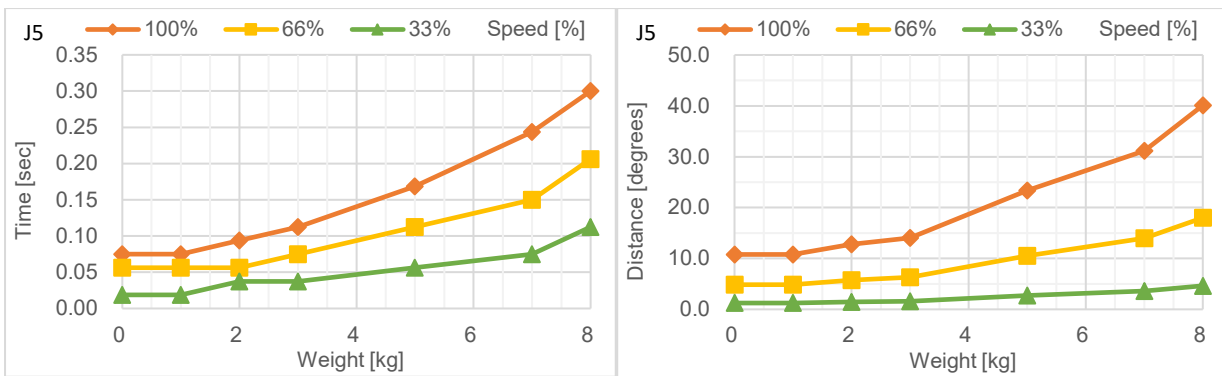 J5 100% 66% 33% Speed [%]
0.35
0.30
0.25
0.20
0.15
0.10
0.05
0.00
Time [sec]
0 2 4 6 8
Weight [kg]
J5 100% 66% 33% Speed [%]
50.0
40.0
30.0
20.0
10.0
0.0
Distance [degrees]
0 2 4 6 8
Weight [kg]